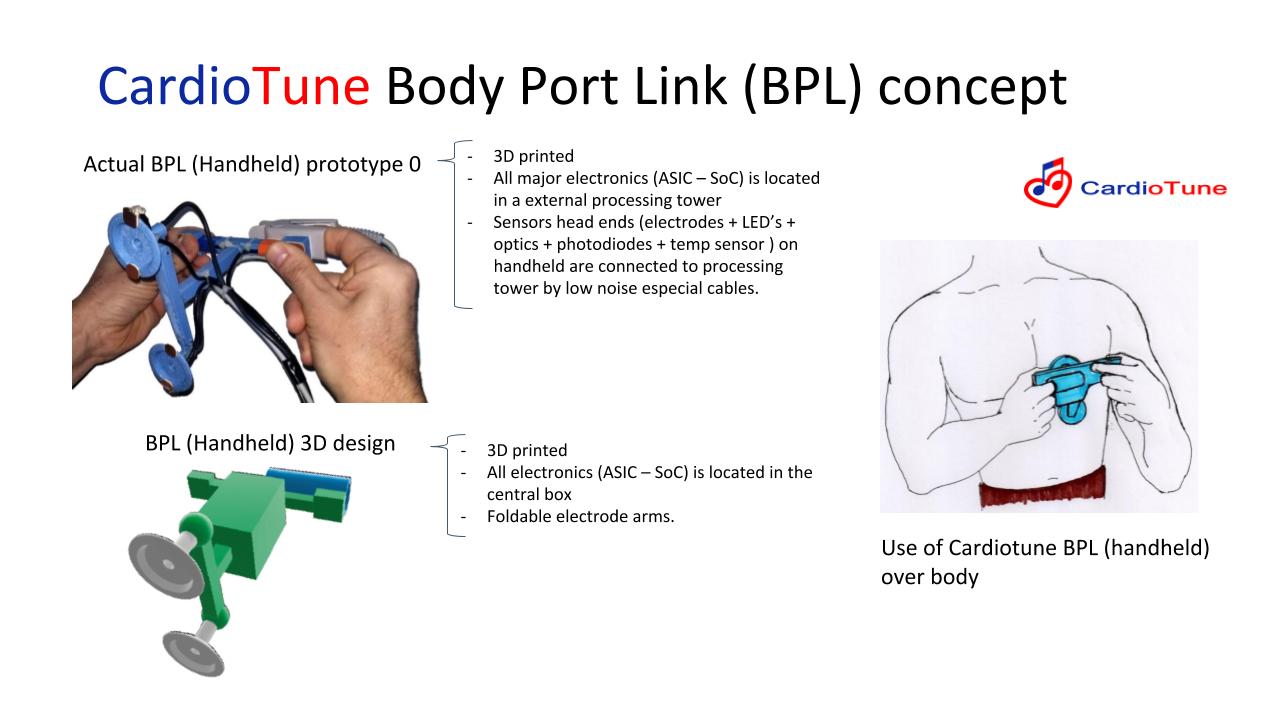 CardioTune Body Port Link (BPL) concept
Actual BPL (Handheld) prototype 0
- 3D printed
- All major electronics (ASIC – SoC) is located
in a external processing tower
- Sensors head ends (electrodes + LED’s +
optics + photodiodes + temp sensor ) on
handheld are connected to processing
tower by low noise especial cables.
CardioTune
BPL (Handheld) 3D design
- 3D printed
- All electronics (ASIC – SoC) is located in the
central box
- Foldable electrode arms.
Use of Cardiotune BPL (handheld)
over body